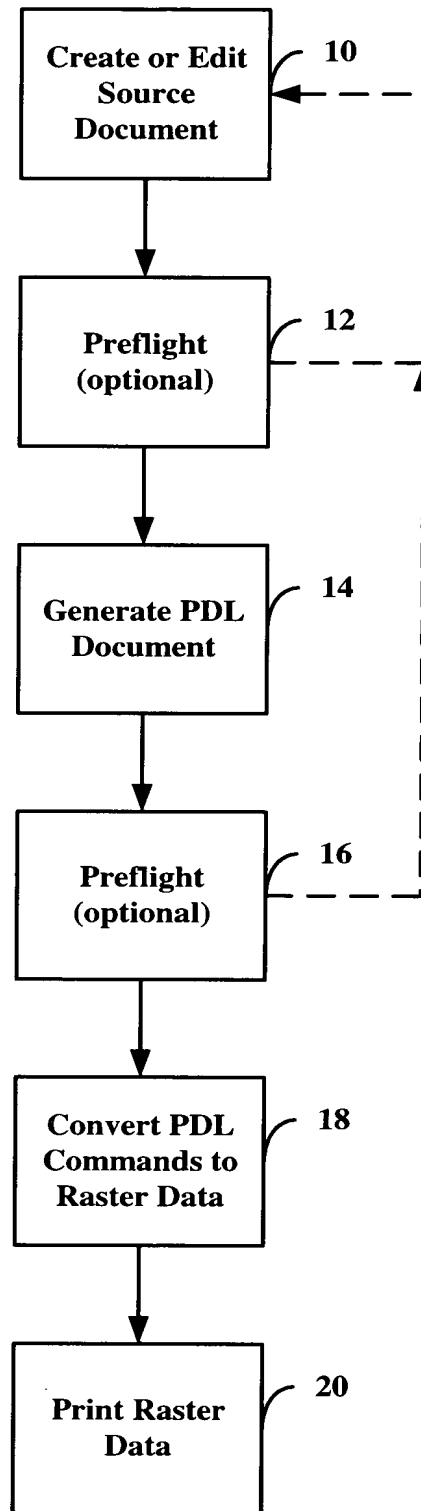 Create or Edit
Source
Document
10
Preflight
(optional)
12
Generate PDL
Document
14
Preflight
(optional)
16
Convert PDL
Commands to
Raster Data
18
Print Raster
Data
20